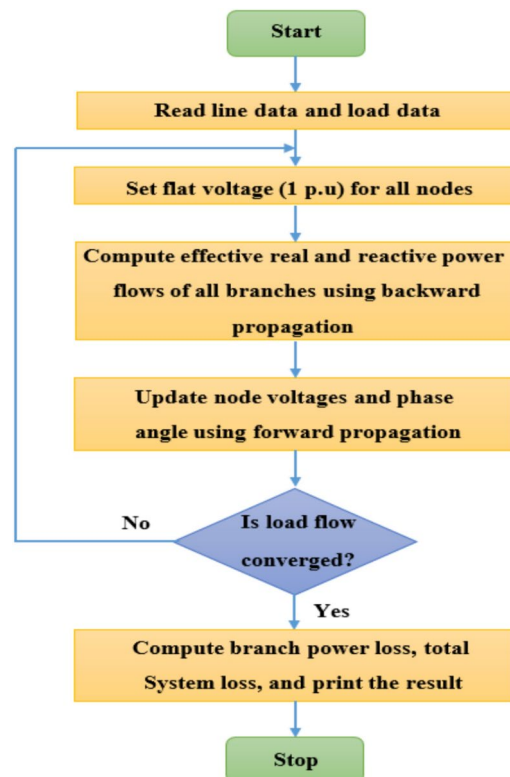 Start
Read line data and load data
Set flat voltage (1 p.u) for all nodes
Compute effective real and reactive power
flows of all branches using backward
propagation
Update node voltages and phase
angle using forward propagation
No
Is load flow
converged?
Yes
Compute branch power loss, total
System loss, and print the result
Stop